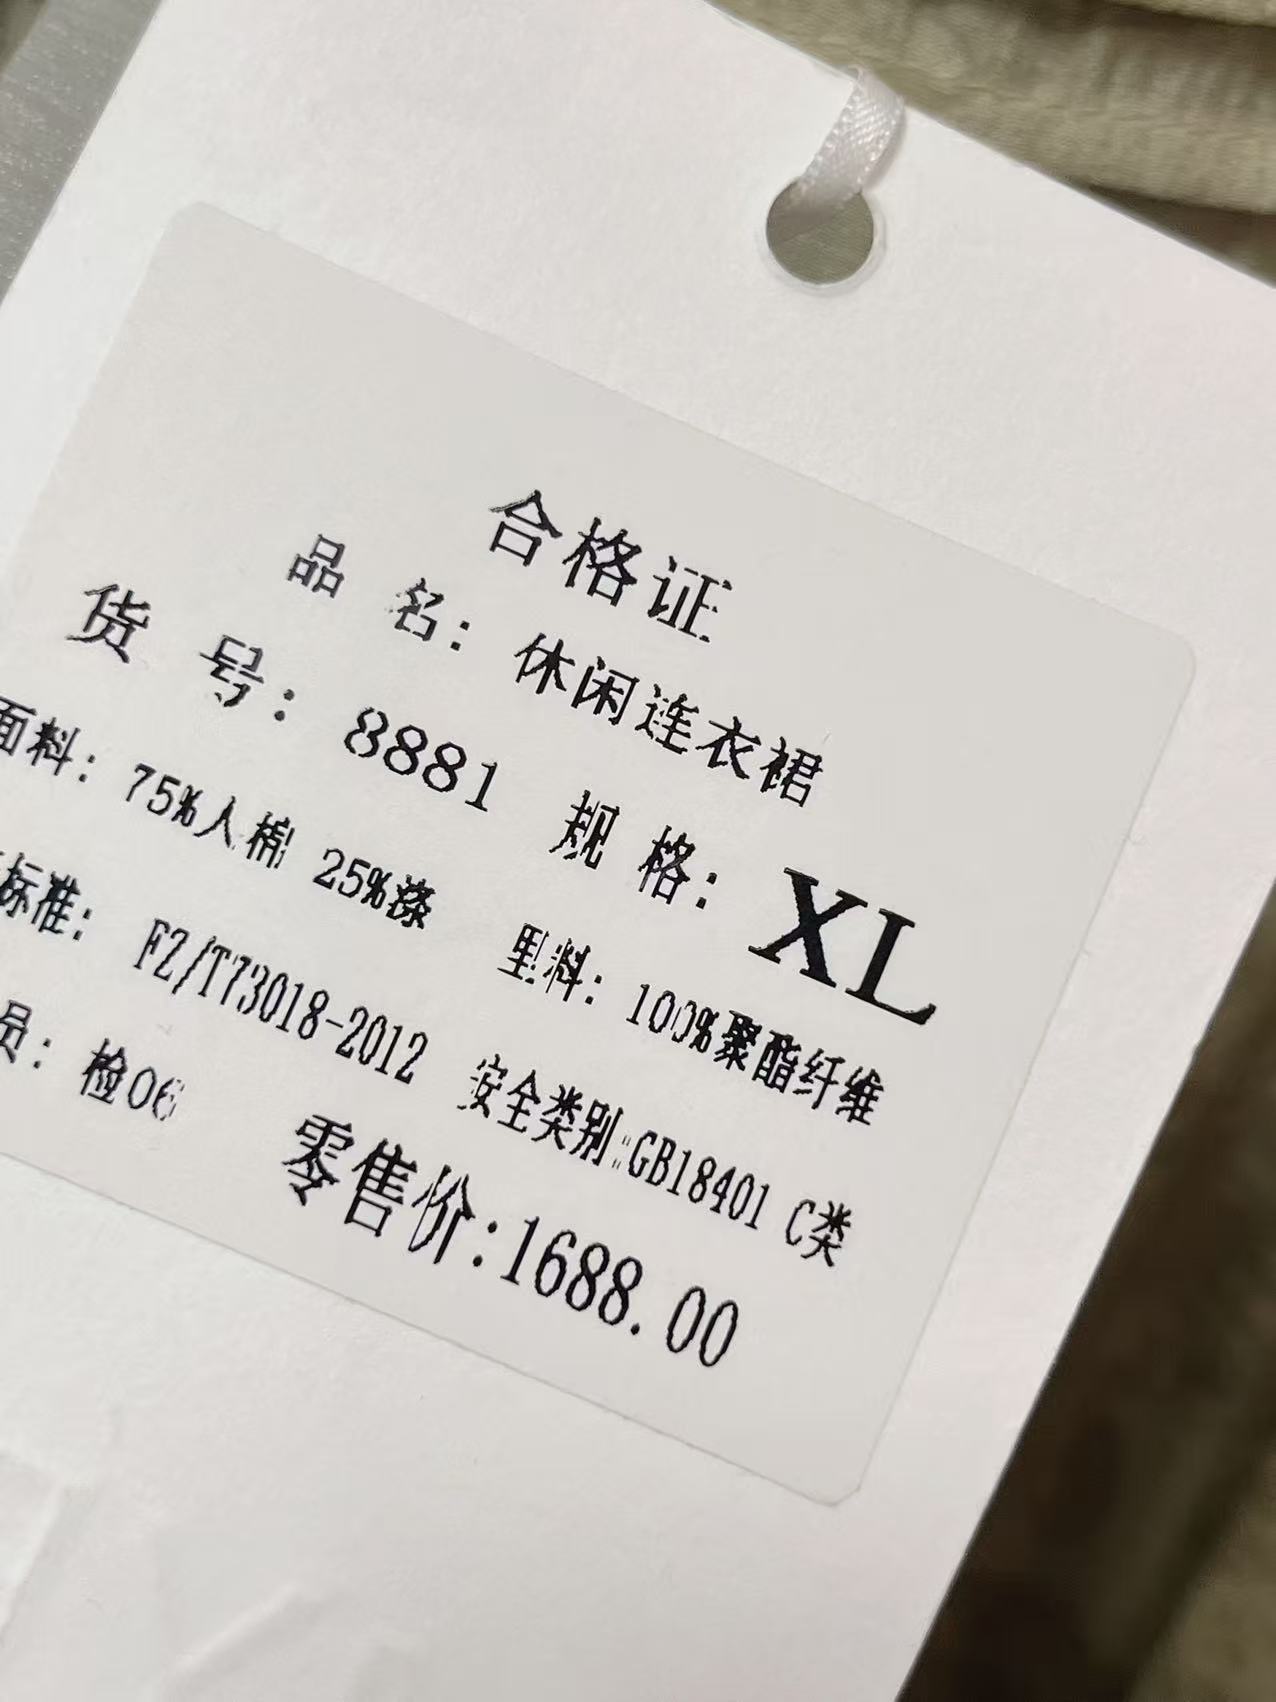 合格证
品 名：休闲连衣裙
货 号：8881 规 格：XL
面料：75%人棉 25%涤 里料：100%聚酯纤维
标准：FZ/T73018-2012 安全类别:GB18401 C类
员：检06
零售价:1688.00